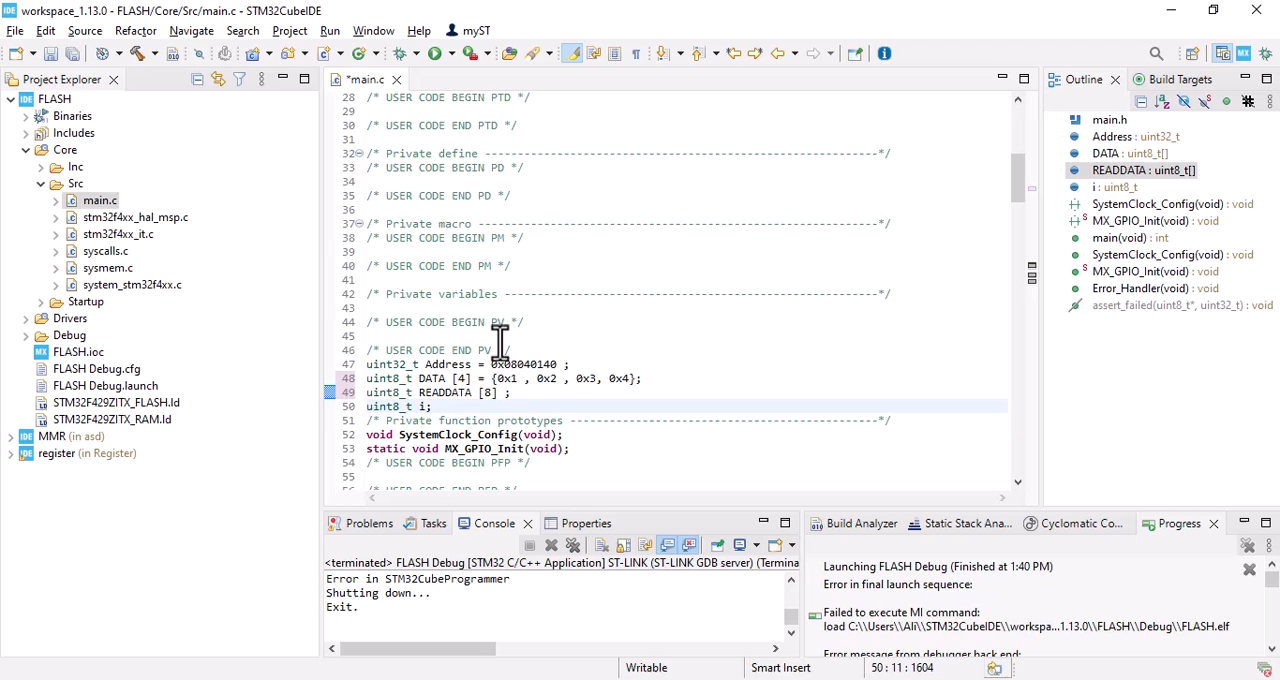 workspace_1.13.0 - FLASH/Core/Src/main.c - STM32CubeIDE
File Edit Source Refactor Navigate Search Project Run Window Help myST
Project Explorer
FLASH
Binaries
Includes
Core
Inc
Src
main.c
stm32f4xx_hal_msp.c
stm32f4xx_it.c
syscalls.c
sysmem.c
system_stm32f4xx.c
Startup
Drivers
Debug
FLASH.ioc
FLASH Debug.cfg
FLASH Debug.launch
STM32F429ZITX_FLASH.ld
STM32F429ZITX_RAM.ld
MMR (in asd)
register (in Register)
*main.c
28 /* USER CODE BEGIN PTD */
29
30 /* USER CODE END PTD */
31
32 /* Private define ------------------------------------------------------------*/
33 /* USER CODE BEGIN PD */
34
35 /* USER CODE END PD */
36
37 /* Private macro -------------------------------------------------------------*/
38 /* USER CODE BEGIN PM */
39
40 /* USER CODE END PM */
41
42 /* Private variables ---------------------------------------------------------*/
43
44 /* USER CODE BEGIN PV */
45
46 /* USER CODE END PV */
47 uint32_t Address = 0x08040140 ;
48 uint8_t DATA [4] = {0x1 , 0x2 , 0x3, 0x4};
49 uint8_t READDATA [8] ;
50 uint8_t i;
51 /* Private function prototypes -----------------------------------------------*/
52 void SystemClock_Config(void);
53 static void MX_GPIO_Init(void);
54 /* USER CODE BEGIN PFP */
55
56 /* USER CODE END PFP */
Outline Build Targets
main.h
Address : uint32_t
DATA : uint8_t[]
READDATA : uint8_t[]
i : uint8_t
SystemClock_Config(void) : void
MX_GPIO_Init(void) : void
main(void) : int
SystemClock_Config(void) : void
MX_GPIO_Init(void) : void
Error_Handler(void) : void
assert_failed(uint8_t*, uint32_t) : void
Problems Tasks Console Properties
<terminated> FLASH Debug [STM32 C/C++ Application] ST-LINK (ST-LINK GDB server) (Termina
Error in STM32CubeProgrammer
Shutting down...
Exit.
Build Analyzer Static Stack Ana... Cyclomatic Co... Progress
Launching FLASH Debug (Finished at 1:40 PM)
Error in final launch sequence:
Failed to execute MI command:
load C:\\Users\\Ali\\STM32CubeIDE\\workspa...1.13.0\\FLASH\\Debug\\FLASH.elf
Error message from debugger back end:
Writable Smart Insert 50 : 11 : 1604